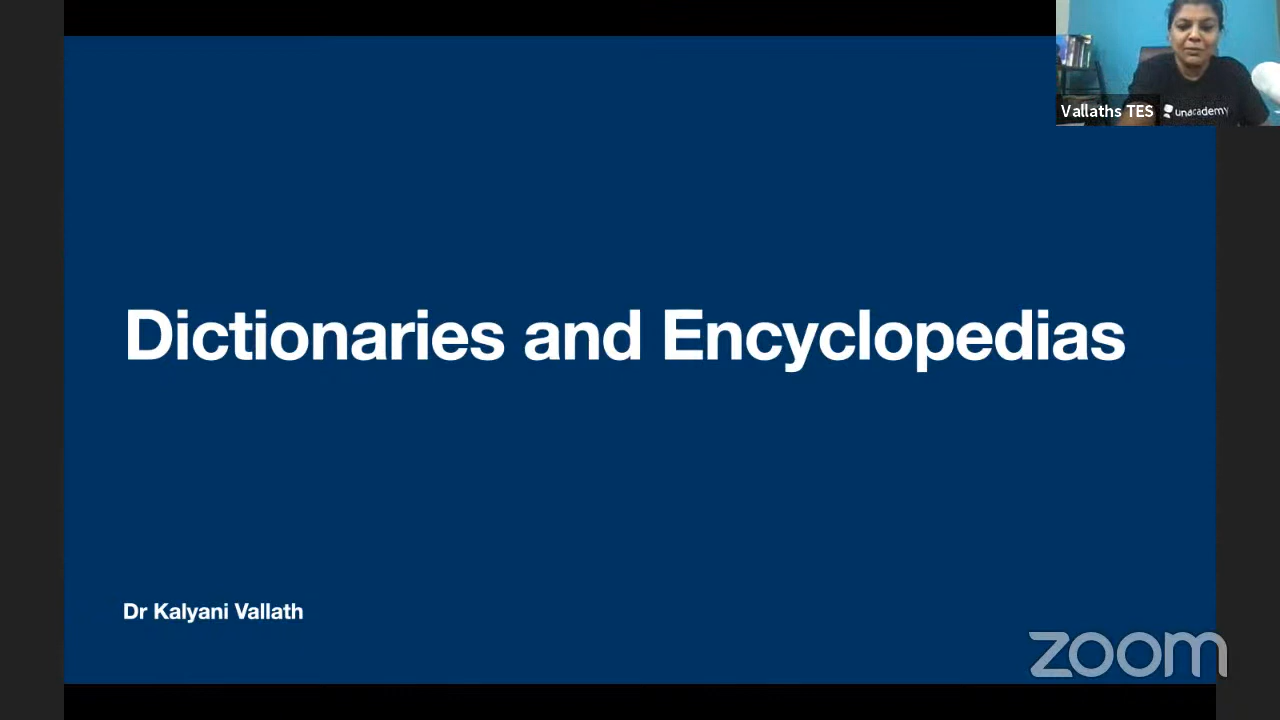 Vallaths TES
unacademy
Dictionaries and Encyclopedias
Dr Kalyani Vallath
zoom